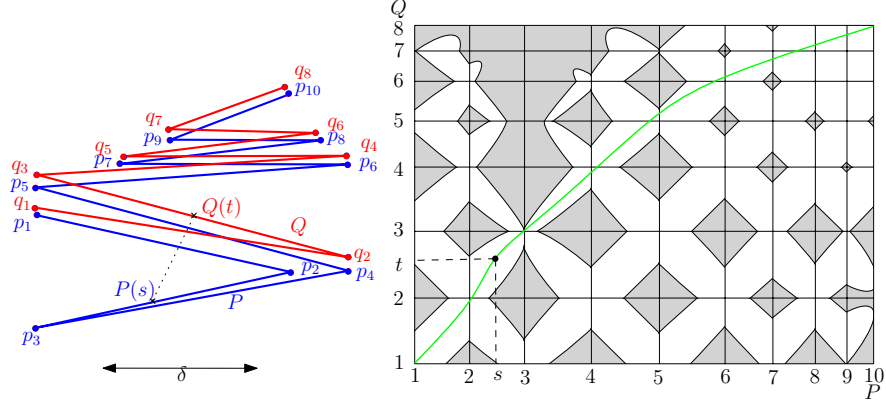 q₈
p₁₀
q₇
q₆
p₉
p₈
q₅
q₄
p₇
p₆
q₃
p₅
q₁
Q(t)
Q
p₁
q₂
p₂
p₄
P(s)
P
p₃
δ
Q
8
7
6
5
4
3
t
2
1
1 2 s 3 4 5 6 7 8 9 10
P